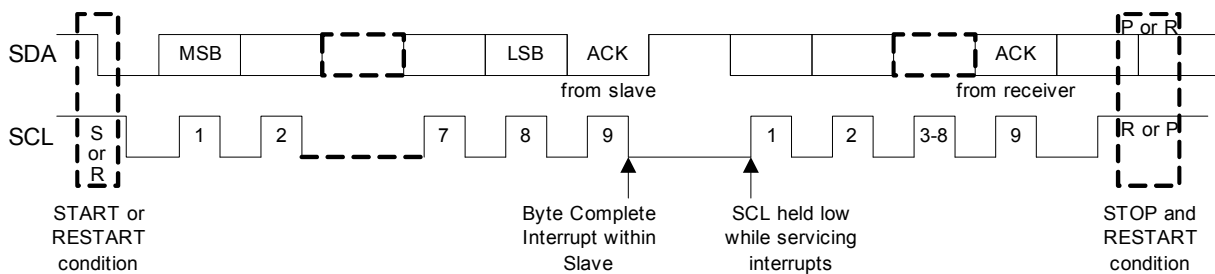 P or R
SDA
MSB
LSB
ACK
ACK
from slave
from receiver
SCL
S
or
R
1
2
7
8
9
1
2
3-8
9
R or P
START or
RESTART
condition
Byte Complete
Interrupt within
Slave
SCL held low
while servicing
interrupts
STOP and
RESTART
condition